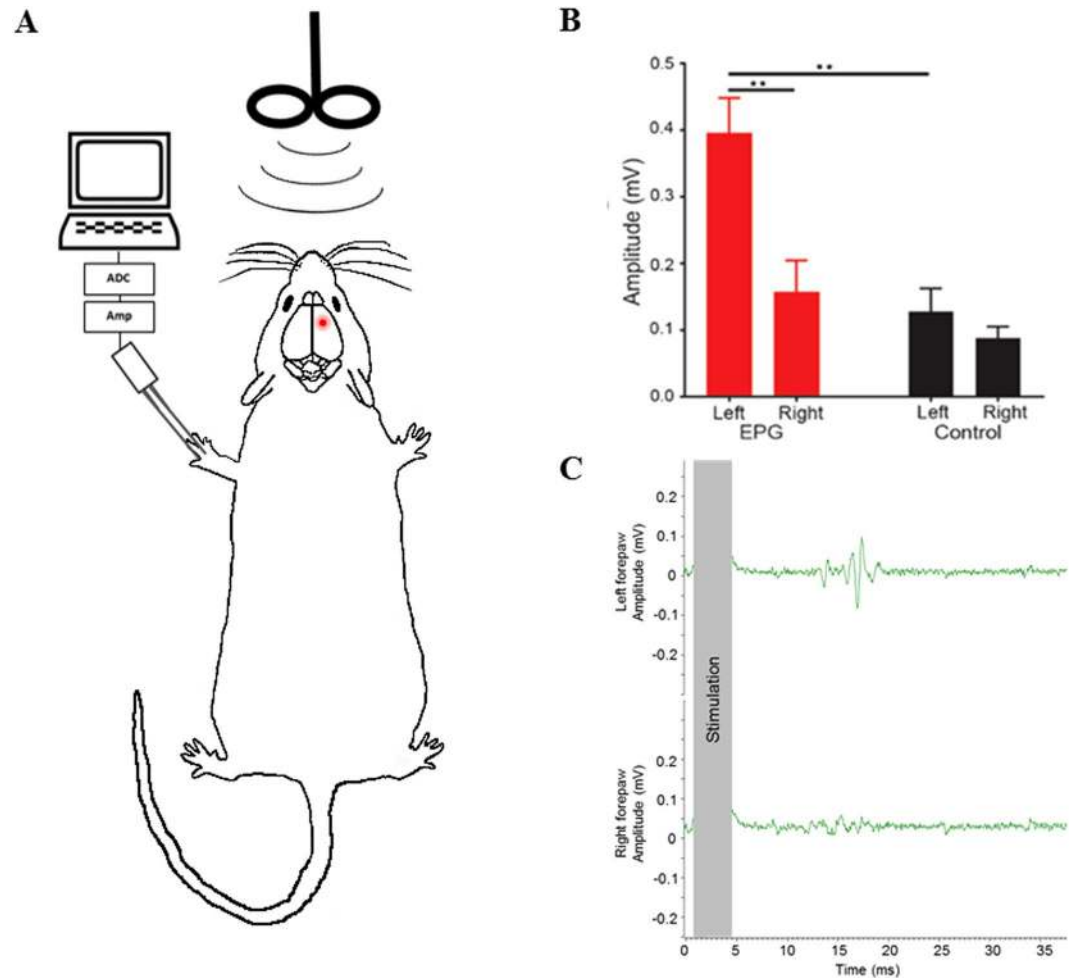 A
ADC
Amp
B
Amplitude (mV)
0.5
0.4
0.3
0.2
0.1
0.0
**
**
Left Right Left Right
EPG Control
C
Left forepaw
Amplitude (mV)
0.2
0.1
0
-0.1
-0.2
Stimulation
Right forepaw
Amplitude (mV)
0.2
0.1
0
-0.1
-0.2
0 5 10 15 20 25 30 35
Time (ms)